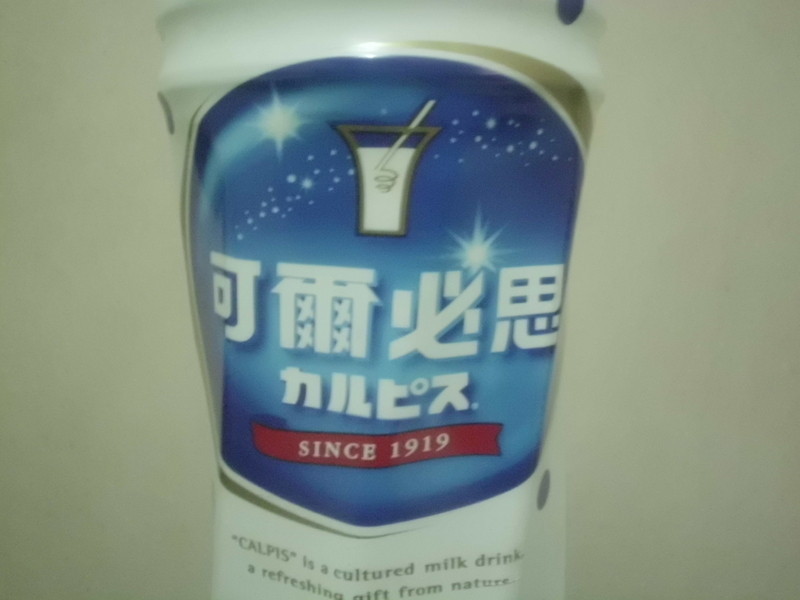 可爾必思
カルピス
SINCE 1919
"CALPIS" is a cultured milk drink,
a refreshing gift from nature.